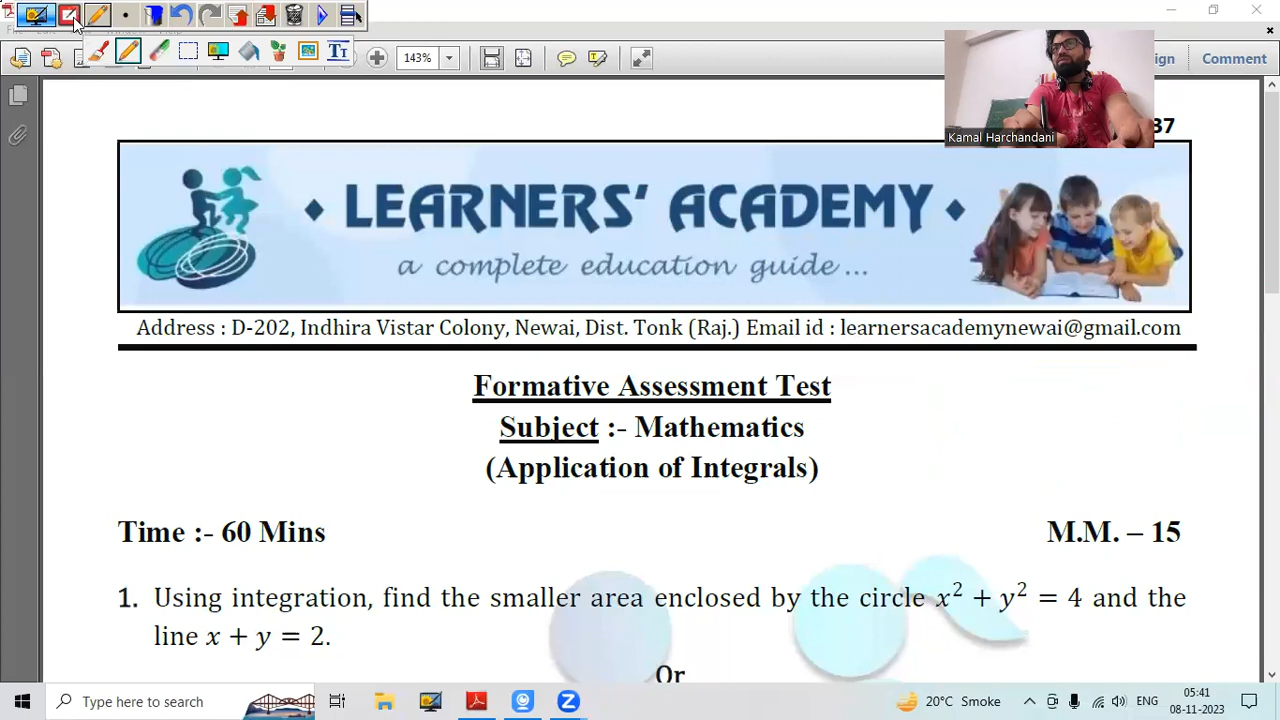 143%
Sign
Comment
Kamal Harchandani
37
LEARNERS' ACADEMY
a complete education guide ...
Address : D-202, Indhira Vistar Colony, Newai, Dist. Tonk (Raj.) Email id : learnersacademynewai@gmail.com
Formative Assessment Test
Subject :- Mathematics
(Application of Integrals)
Time :- 60 Mins
M.M. – 15
1. Using integration, find the smaller area enclosed by the circle x² + y² = 4 and the
line x + y = 2.
Or
Type here to search
20°C Smoke
ENG
05:41
08-11-2023